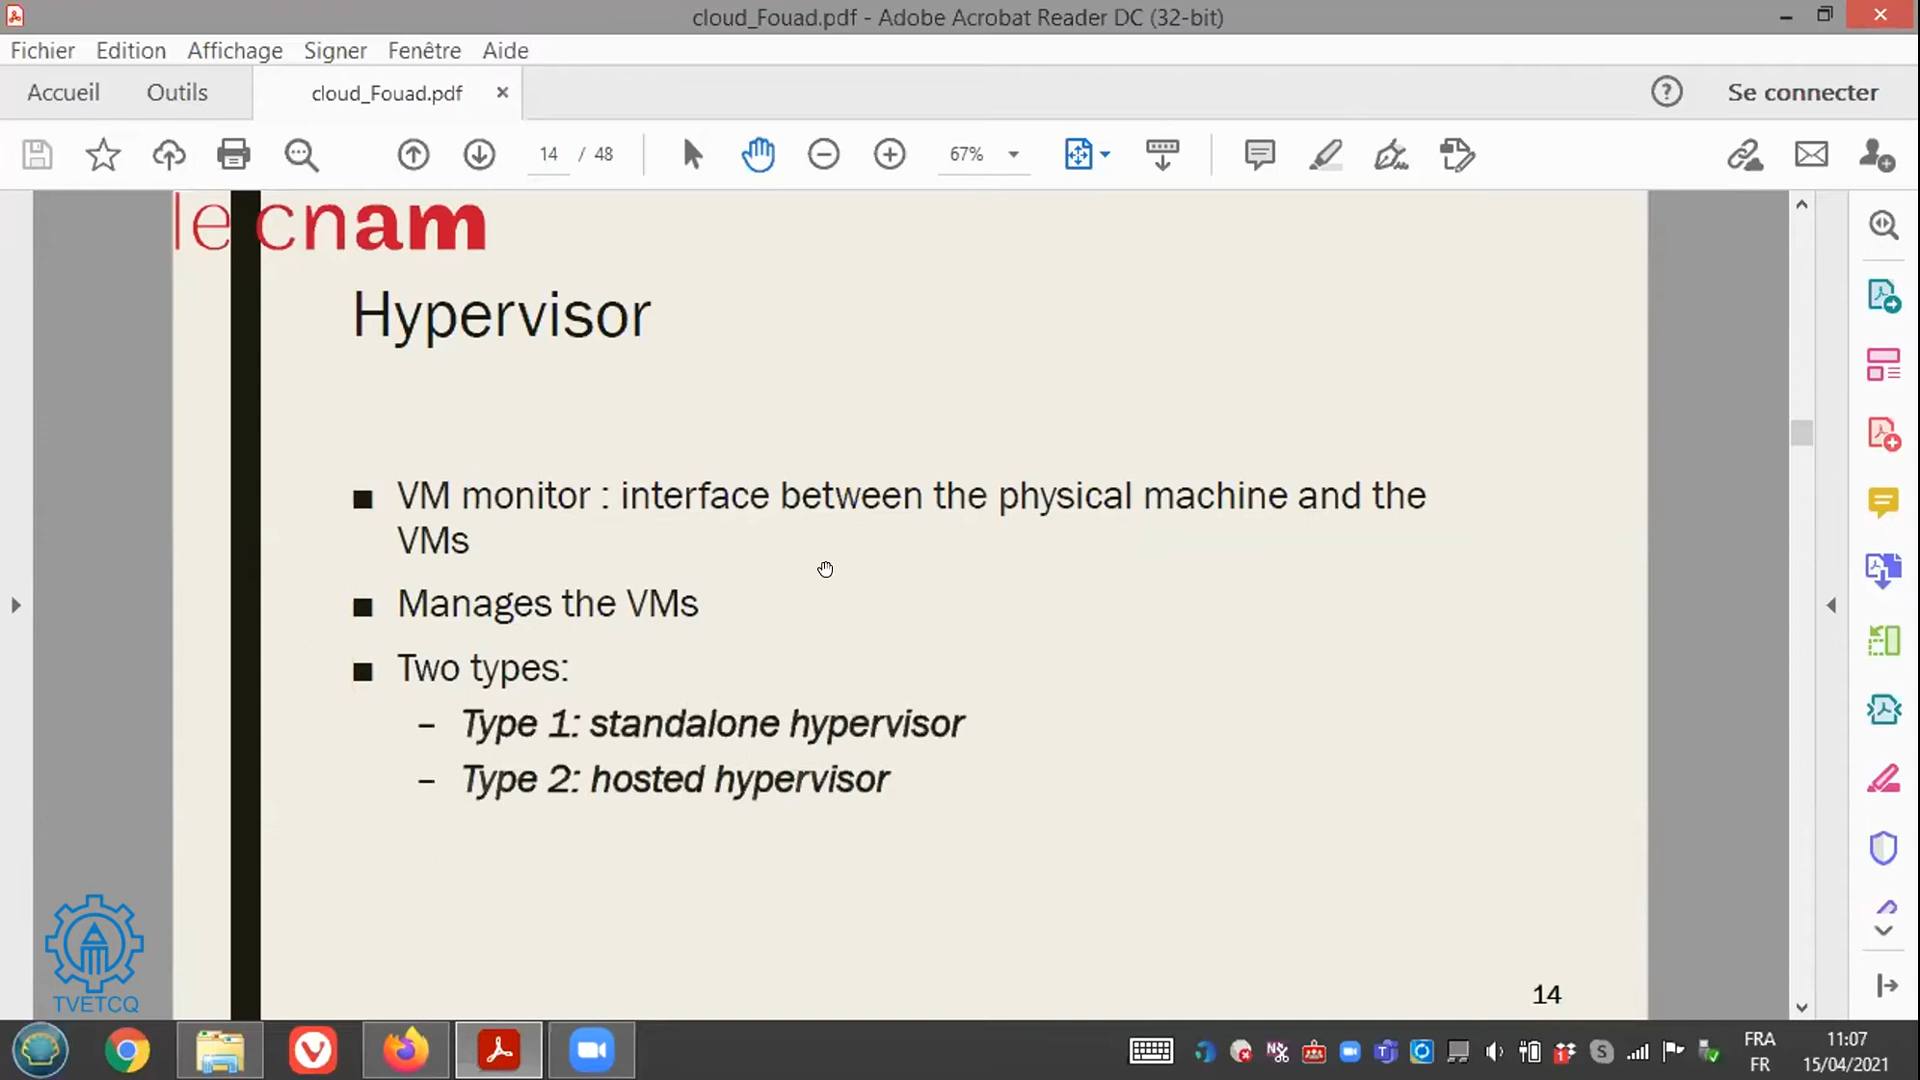 cloud_Fouad.pdf - Adobe Acrobat Reader DC (32-bit)
Fichier Edition Affichage Signer Fenêtre Aide
Accueil Outils cloud_Fouad.pdf × ? Se connecter
14 / 48 67%
le cnam
Hypervisor
■ VM monitor : interface between the physical machine and the
VMs
■ Manages the VMs
■ Two types:
– Type 1: standalone hypervisor
– Type 2: hosted hypervisor
TVETCQ
14
FRA 11:07
FR 15/04/2021